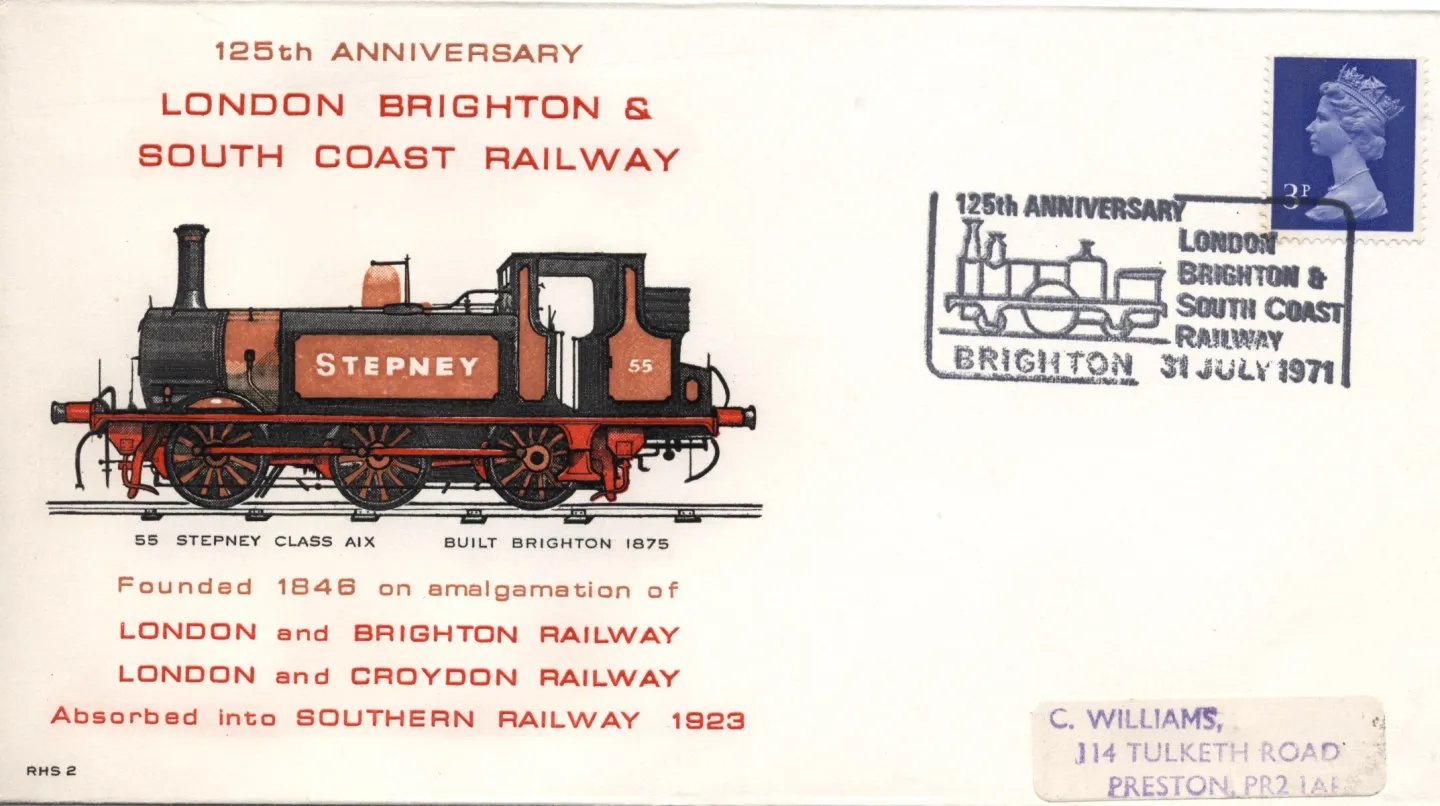 125th ANNIVERSARY
LONDON BRIGHTON &
SOUTH COAST RAILWAY
STEPNEY
55
55 STEPNEY CLASS AIX
BUILT BRIGHTON 1875
Founded 1846 on amalgamation of
LONDON and BRIGHTON RAILWAY
LONDON and CROYDON RAILWAY
Absorbed into SOUTHERN RAILWAY 1923
RHS 2
3P
125th ANNIVERSARY
LONDON
BRIGHTON &
SOUTH COAST
RAILWAY
BRIGHTON 31 JULY 1971
C. WILLIAMS,
114 TULKETH ROAD
PRESTON, PR2